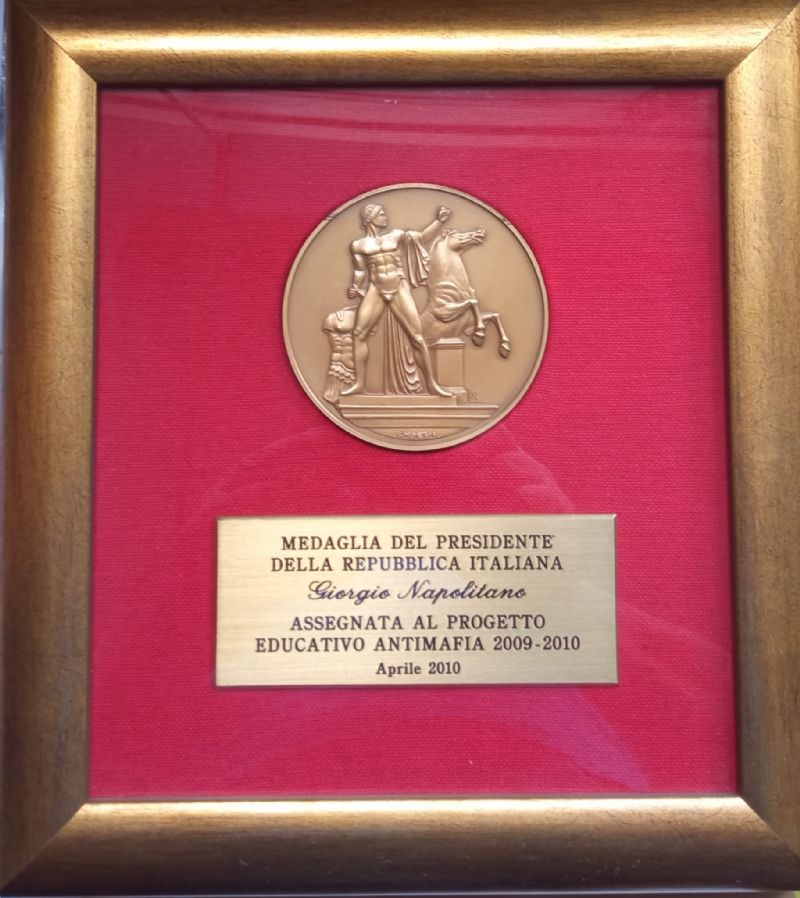 MEDAGLIA DEL PRESIDENTE
DELLA REPUBBLICA ITALIANA
Giorgio Napolitano
ASSEGNATA AL PROGETTO
EDUCATIVO ANTIMAFIA 2009-2010
Aprile 2010